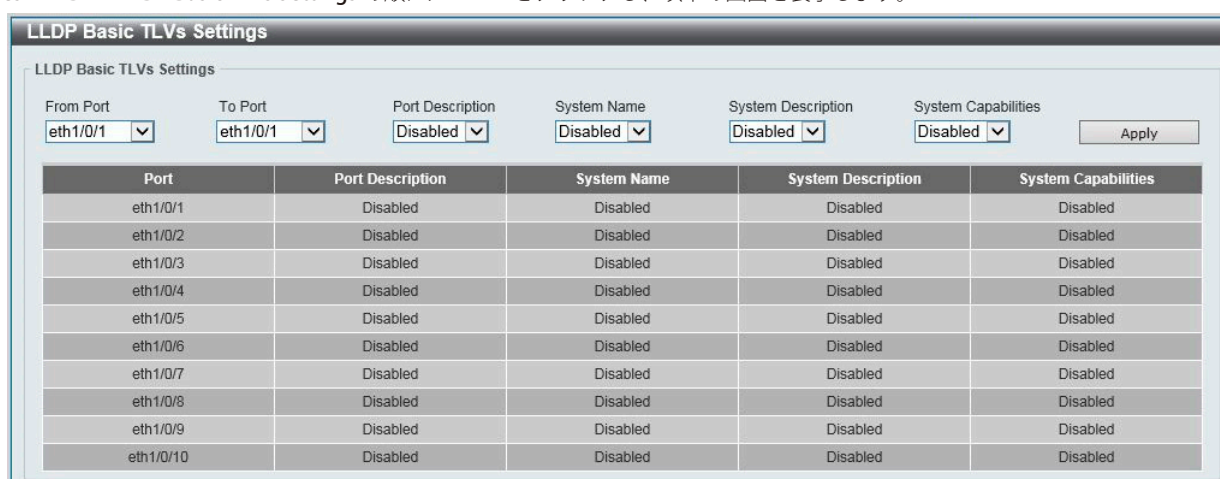 LLDP Basic TLVs Settings
LLDP Basic TLVs Settings
From Port To Port Port Description System Name System Description System Capabilities
eth1/0/1 eth1/0/1 Disabled Disabled Disabled Disabled Apply
Port Port Description System Name System Description System Capabilities
eth1/0/1 Disabled Disabled Disabled Disabled
eth1/0/2 Disabled Disabled Disabled Disabled
eth1/0/3 Disabled Disabled Disabled Disabled
eth1/0/4 Disabled Disabled Disabled Disabled
eth1/0/5 Disabled Disabled Disabled Disabled
eth1/0/6 Disabled Disabled Disabled Disabled
eth1/0/7 Disabled Disabled Disabled Disabled
eth1/0/8 Disabled Disabled Disabled Disabled
eth1/0/9 Disabled Disabled Disabled Disabled
eth1/0/10 Disabled Disabled Disabled Disabled